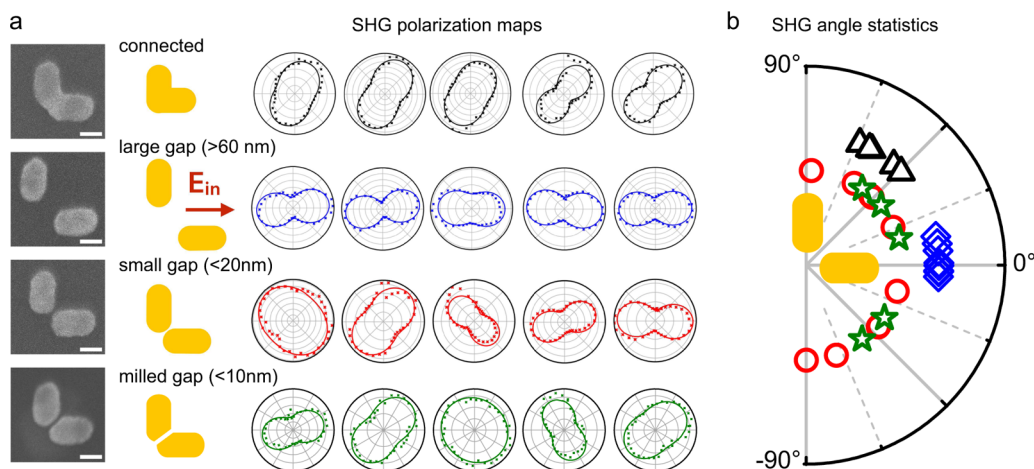 a
SHG polarization maps
b
SHG angle statistics
connected
large gap (>60 nm)
E_in
small gap (<20nm)
milled gap (<10nm)
90°
0°
-90°